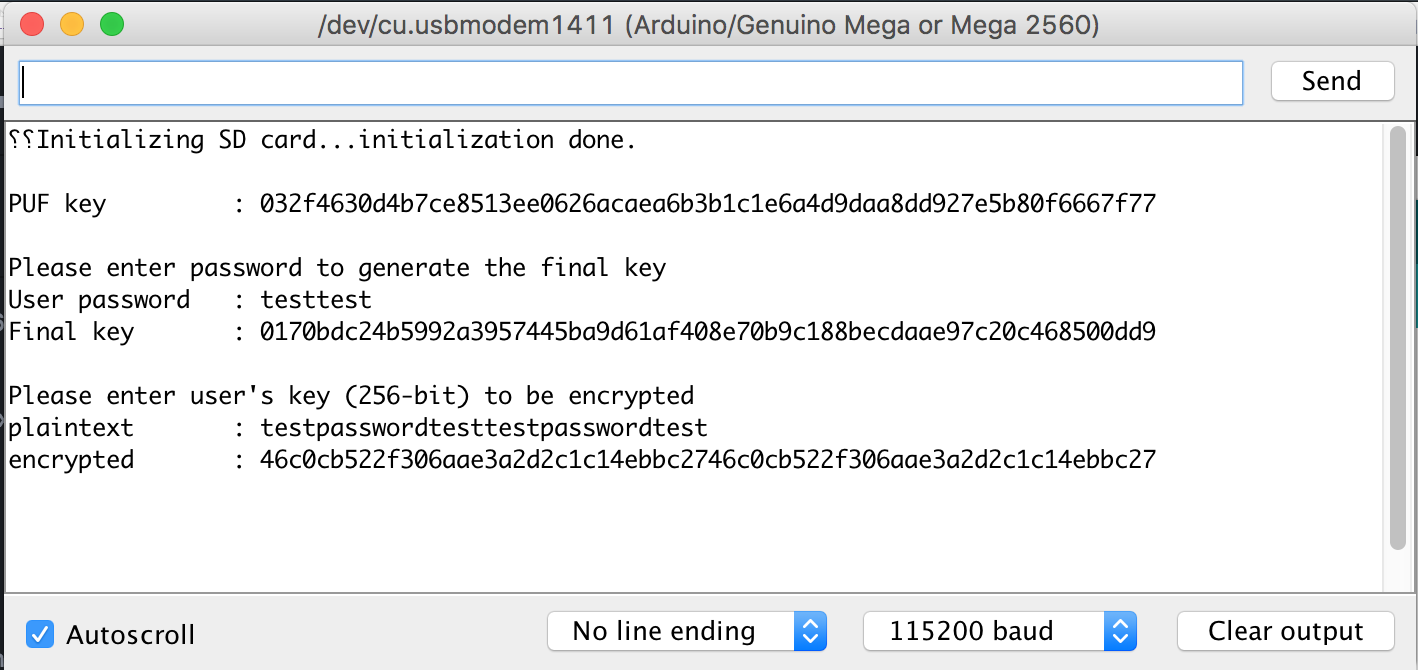 /dev/cu.usbmodem1411 (Arduino/Genuino Mega or Mega 2560)
Send
⸮⸮Initializing SD card...initialization done.
PUF key : 032f4630d4b7ce8513ee0626acaea6b3b1c1e6a4d9daa8dd927e5b80f6667f77
Please enter password to generate the final key
User password : testtest
Final key : 0170bdc24b5992a3957445ba9d61af408e70b9c188becdaae97c20c468500dd9
Please enter user's key (256-bit) to be encrypted
plaintext : testpasswordtesttestpasswordtest
encrypted : 46c0cb522f306aae3a2d2c1c14ebbc2746c0cb522f306aae3a2d2c1c14ebbc27
Autoscroll
No line ending
115200 baud
Clear output